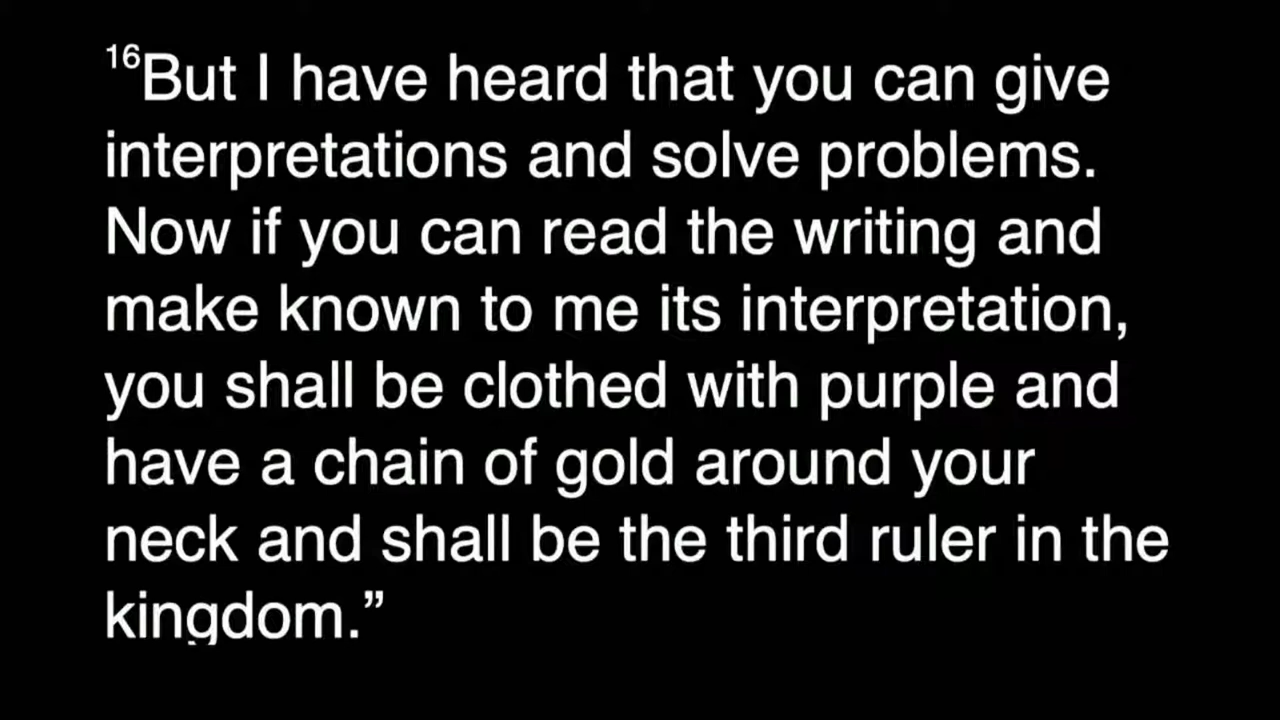 16But I have heard that you can give
interpretations and solve problems.
Now if you can read the writing and
make known to me its interpretation,
you shall be clothed with purple and
have a chain of gold around your
neck and shall be the third ruler in the
kingdom.”